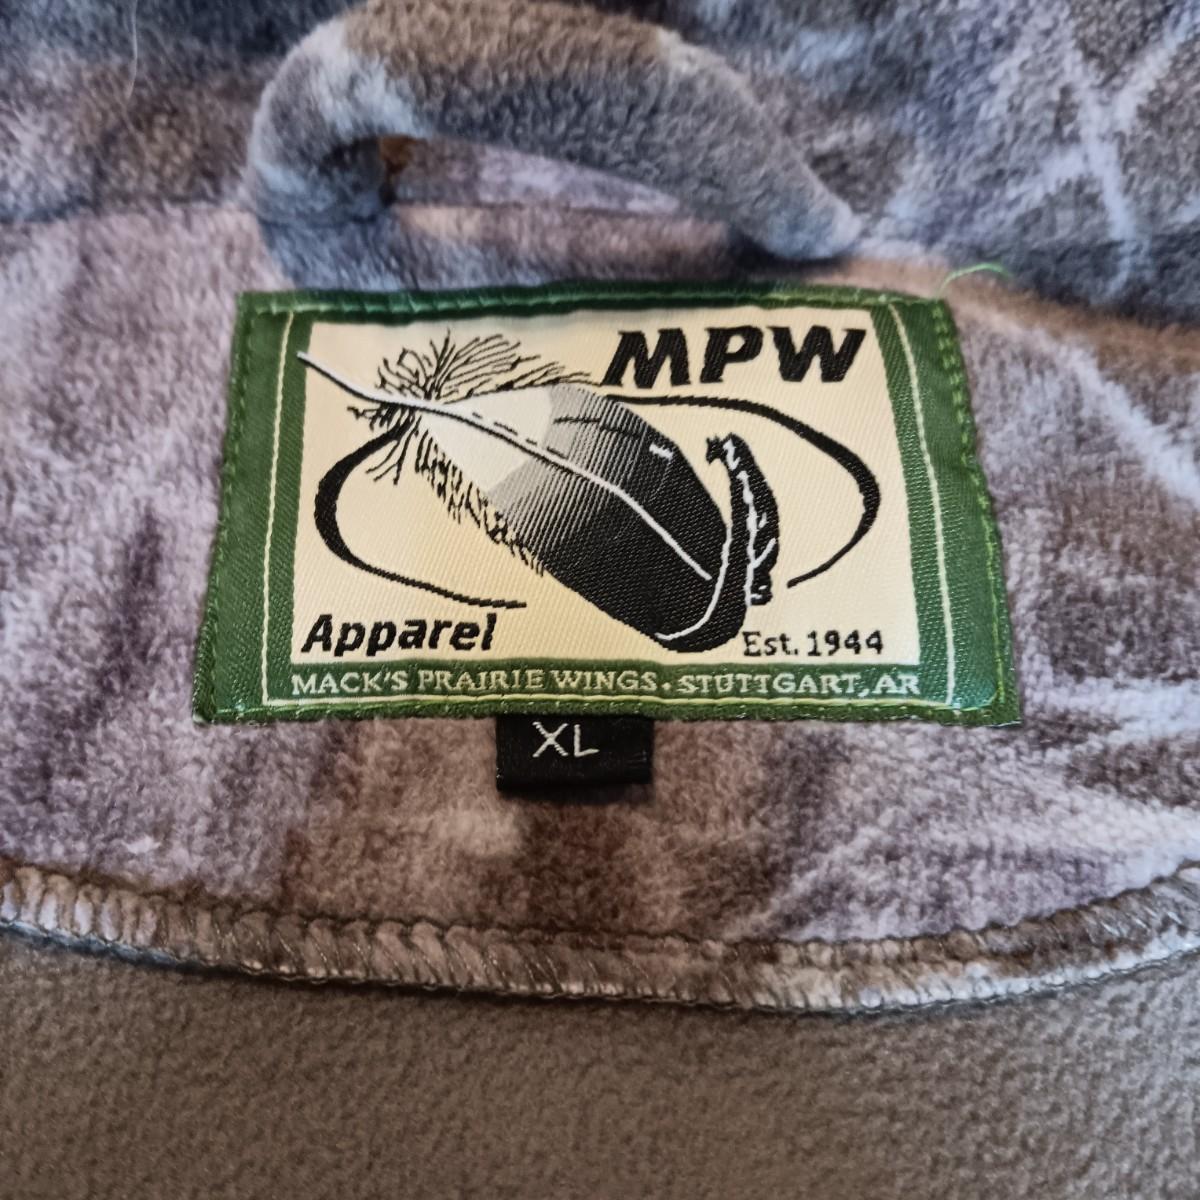 MPW
Apparel
Est. 1944
MACK'S PRAIRIE WINGS • STUTTGART, AR
XL